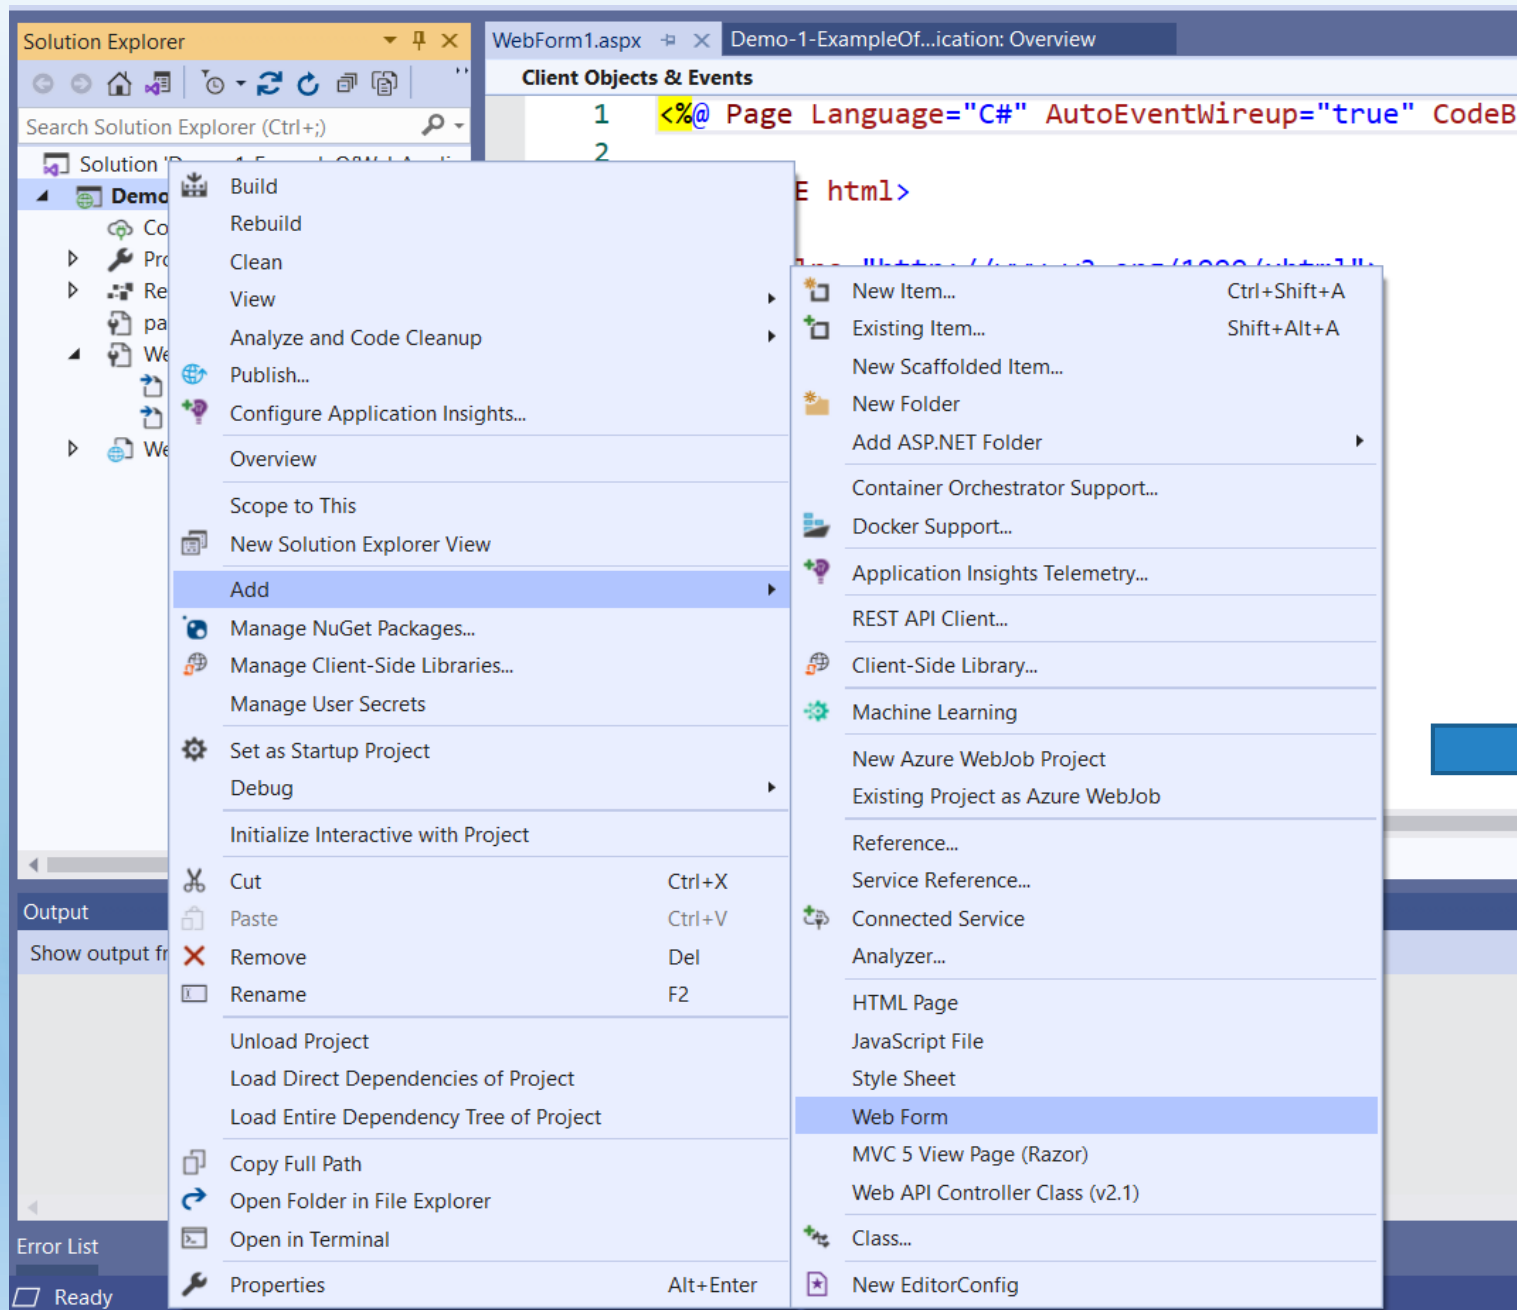 Solution Explorer
WebForm1.aspx
Demo-1-ExampleOf...ication: Overview
Client Objects & Events
Search Solution Explorer (Ctrl+;)
1 <%@ Page Language="C#" AutoEventWireup="true" CodeB
2
E html>
Solution
Demo
Co
Pro
Re
pa
We
We
Build
Rebuild
Clean
View
Analyze and Code Cleanup
Publish...
Configure Application Insights...
Overview
Scope to This
New Solution Explorer View
Add
Manage NuGet Packages...
Manage Client-Side Libraries...
Manage User Secrets
Set as Startup Project
Debug
Initialize Interactive with Project
Cut Ctrl+X
Paste Ctrl+V
Remove Del
Rename F2
Unload Project
Load Direct Dependencies of Project
Load Entire Dependency Tree of Project
Copy Full Path
Open Folder in File Explorer
Open in Terminal
Properties Alt+Enter
New Item... Ctrl+Shift+A
Existing Item... Shift+Alt+A
New Scaffolded Item...
New Folder
Add ASP.NET Folder
Container Orchestrator Support...
Docker Support...
Application Insights Telemetry...
REST API Client...
Client-Side Library...
Machine Learning
New Azure WebJob Project
Existing Project as Azure WebJob
Reference...
Service Reference...
Connected Service
Analyzer...
HTML Page
JavaScript File
Style Sheet
Web Form
MVC 5 View Page (Razor)
Web API Controller Class (v2.1)
Class...
New EditorConfig
Output
Show output fr
Error List
Ready